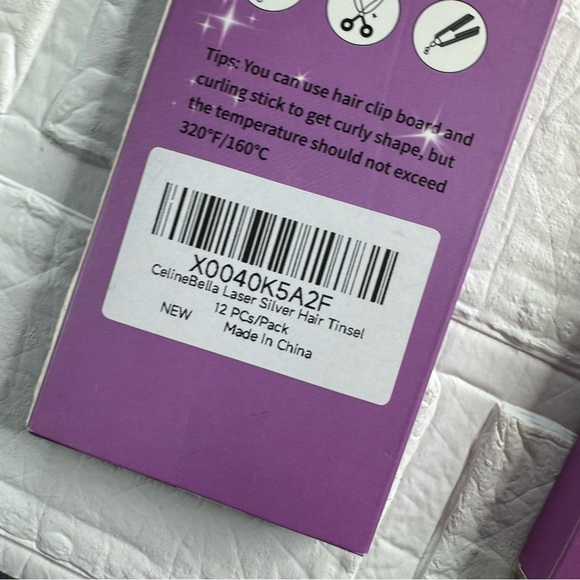 Tips: You can use hair clip board and
curling stick to get curly shape, but
the temperature should not exceed
320°F/160°C
X0040K5A2F
CelineBella Laser Silver Hair Tinsel
12 PCs/Pack
NEW
Made In China